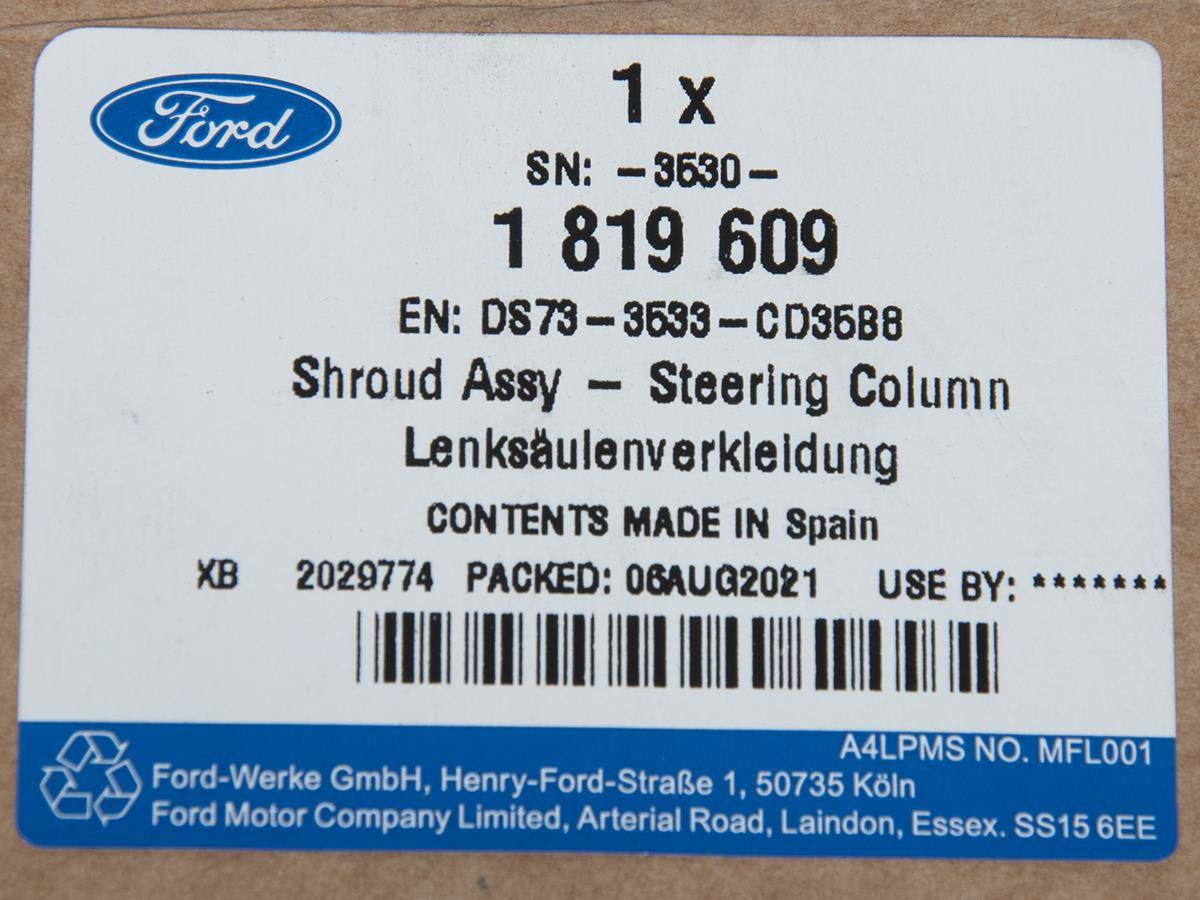 Ford
1 x
SN: -3530-
1 819 609
EN: DS73-3533-CD35B8
Shroud Assy - Steering Column
Lenksäulenverkleidung
CONTENTS MADE IN Spain
XB 2029774 PACKED: 06AUG2021 USE BY: *******
A4LPMS NO. MFL001
Ford-Werke GmbH, Henry-Ford-Straße 1, 50735 Köln
Ford Motor Company Limited, Arterial Road, Laindon, Essex. SS15 6EE